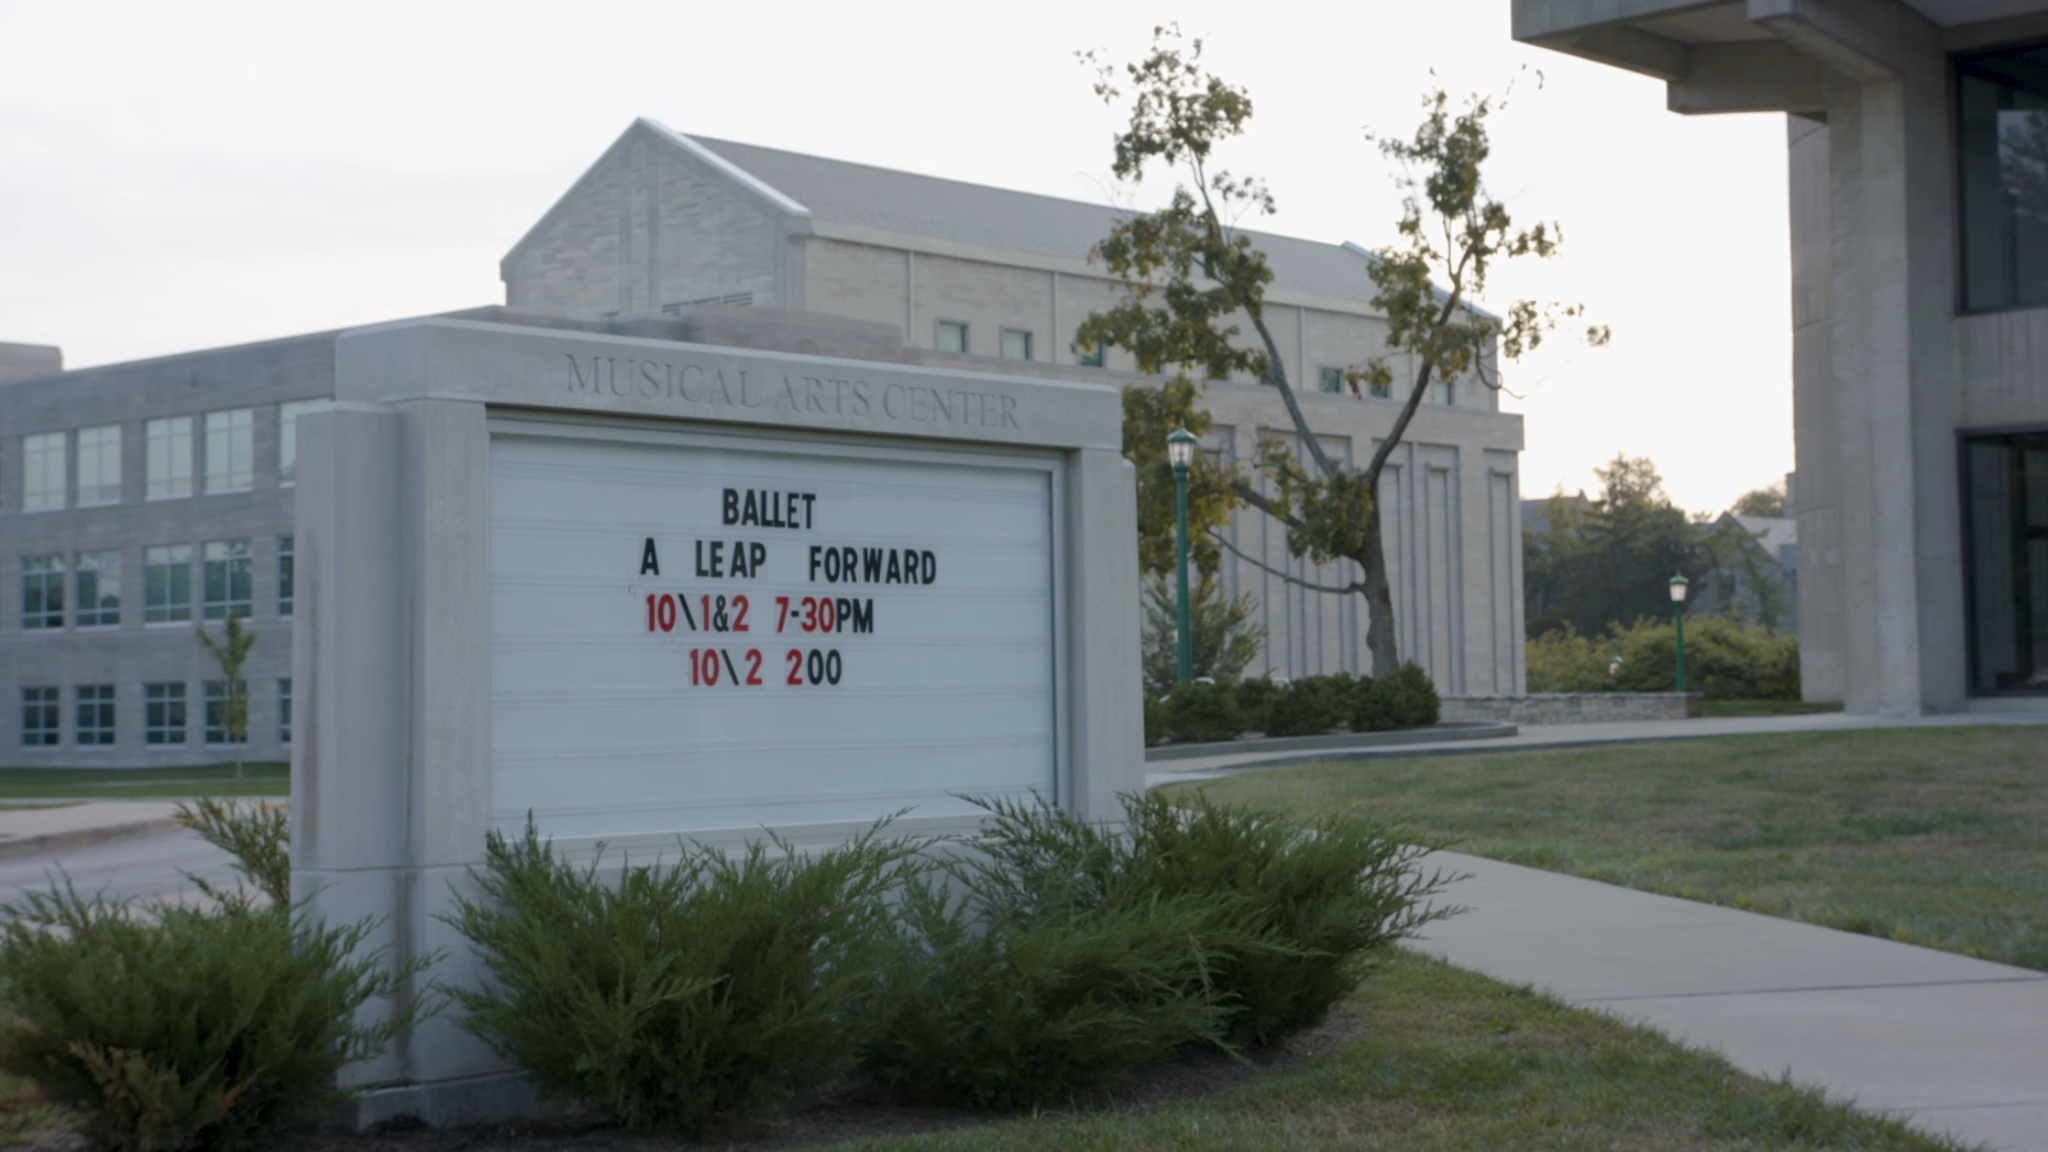 MUSICAL ARTS CENTER
BALLET
A LEAP FORWARD
10\1&2 7-30PM
10\2 200